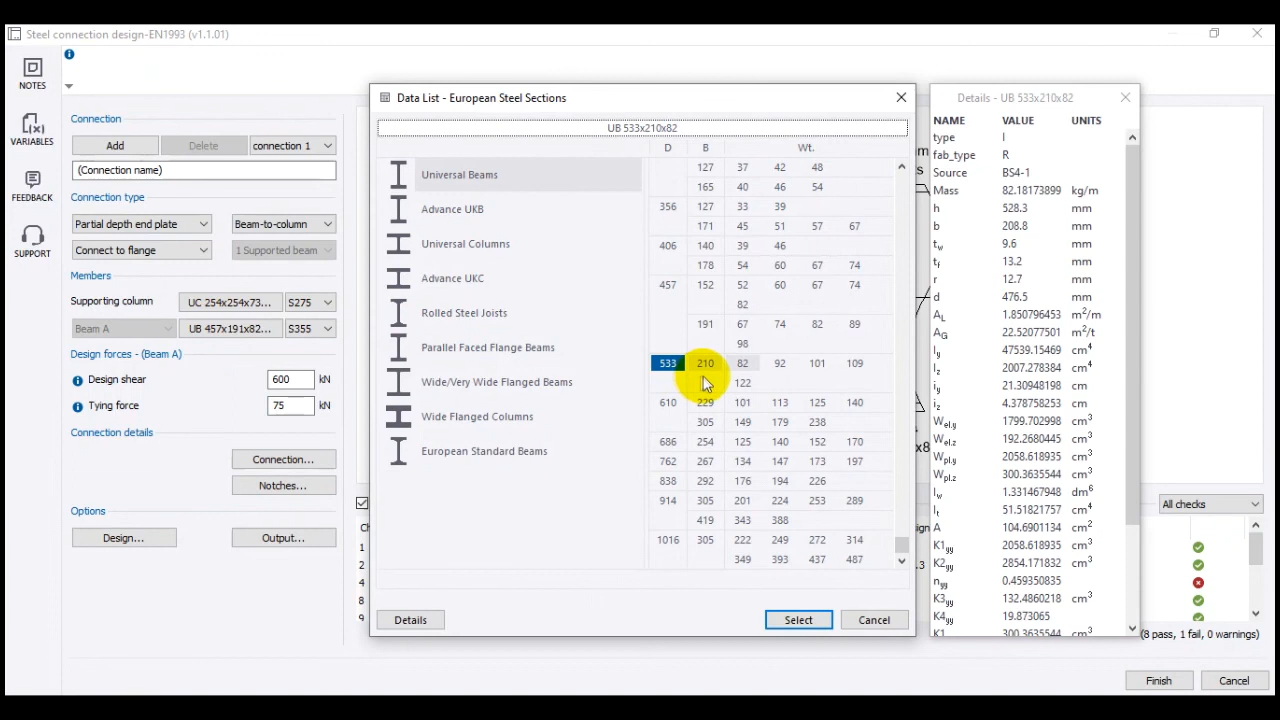 Steel connection design-EN1993 (v1.1.01)
NOTES
VARIABLES
FEEDBACK
SUPPORT
Connection
Add Delete connection 1
(Connection name)
Connection type
Partial depth end plate Beam-to-column
Connect to flange 1 Supported beam
Members
Supporting column UC 254x254x73... S275
Beam A UB 457x191x82... S355
Design forces - (Beam A)
Design shear 600 kN
Tying force 75 kN
Connection details
Connection...
Notches...
Options
Design... Output...
Data List - European Steel Sections
UB 533x210x82
D B Wt.
Universal Beams
Advance UKB
Universal Columns
Advance UKC
Rolled Steel Joists
Parallel Faced Flange Beams
Wide/Very Wide Flanged Beams
Wide Flanged Columns
European Standard Beams
127 37 42 48
165 40 46 54
356 127 33 39
171 45 51 57 67
406 140 39 46
178 54 60 67 74
457 152 52 60 67 74
82
191 67 74 82 89
98
533 210 82 92 101 109
122
610 229 101 113 125 140
305 149 179 238
686 254 125 140 152 170
762 267 134 147 173 197
838 292 176 194 226
914 305 201 224 253 289
419 343 388
1016 305 222 249 272 314
349 393 437 487
Details Select Cancel
Details - UB 533x210x82
NAME VALUE UNITS
type I
fab_type R
Source BS4-1
Mass 82.18173899 kg/m
h 528.3 mm
b 208.8 mm
tw 9.6 mm
tf 13.2 mm
r 12.7 mm
d 476.5 mm
AL 1.850796453 m²/m
AG 22.52077501 m²/t
Iy 47539.15469 cm⁴
Iz 2007.278384 cm⁴
iy 21.30948198 cm
iz 4.378758253 cm
Wel.y 1799.702998 cm³
Wel.z 192.2680445 cm³
Wpl.y 2058.618935 cm³
Wpl.z 300.3635544 cm³
Iw 1.331467948 dm⁶
It 51.51821757 cm⁴
A 104.6901134 cm²
K1yy 2058.618935 cm³
K2yy 2854.171832 cm³
nyy 0.459350835
K3yy 132.4860218 cm³
K4yy 19.873065
K1 300.3635544 cm³
All checks
1
2
4
8
9
(8 pass, 1 fail, 0 warnings)
Finish Cancel